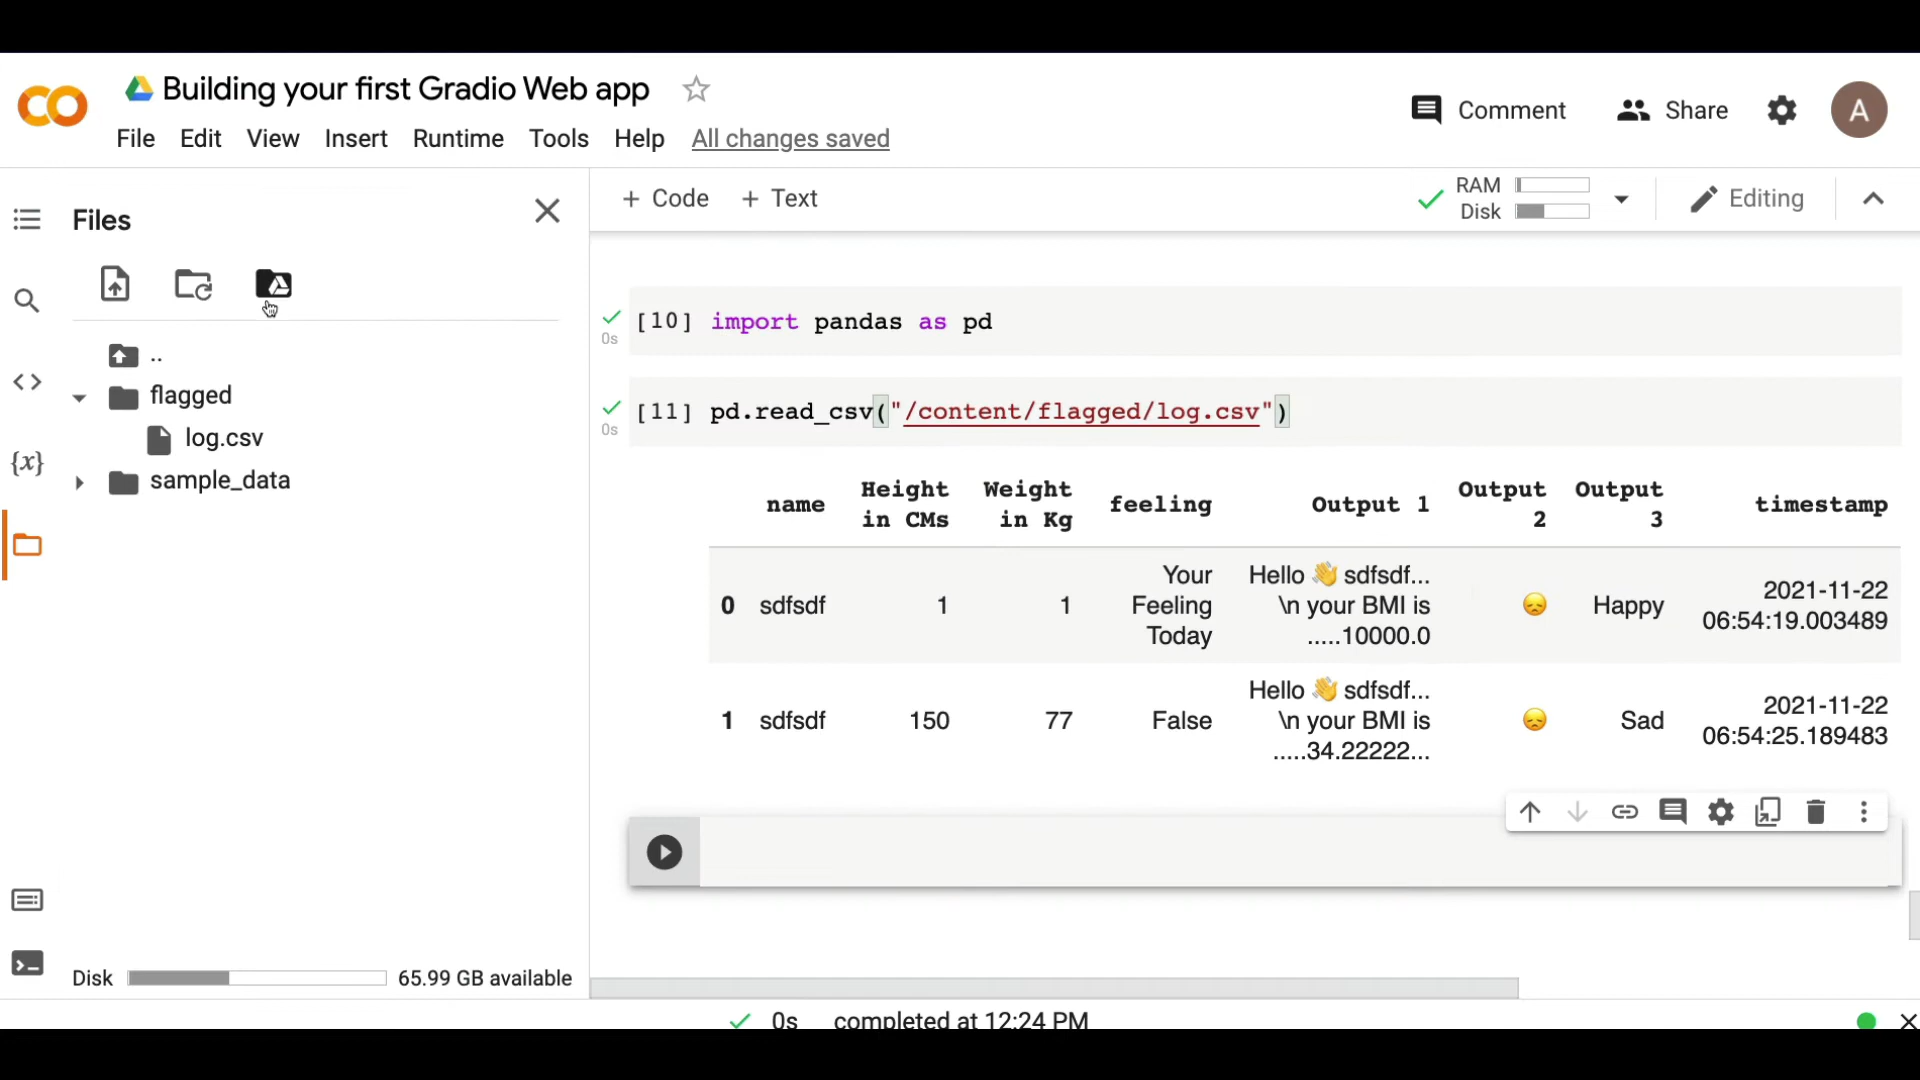 Building your first Gradio Web app
File Edit View Insert Runtime Tools Help All changes saved
Comment Share A
Files
..
flagged
log.csv
sample_data
Disk 65.99 GB available
+ Code + Text
RAM
Disk
Editing
0s [10] import pandas as pd
0s [11] pd.read_csv("/content/flagged/log.csv")
name Height in CMs Weight in Kg feeling Output 1 Output 2 Output 3 timestamp
0 sdfsdf 1 1 Your Feeling Today Hello 👋 sdfsdf... \n your BMI is .....10000.0 😞 Happy 2021-11-22 06:54:19.003489
1 sdfsdf 150 77 False Hello 👋 sdfsdf... \n your BMI is .....34.22222... 😞 Sad 2021-11-22 06:54:25.189483
0s completed at 12:24 PM